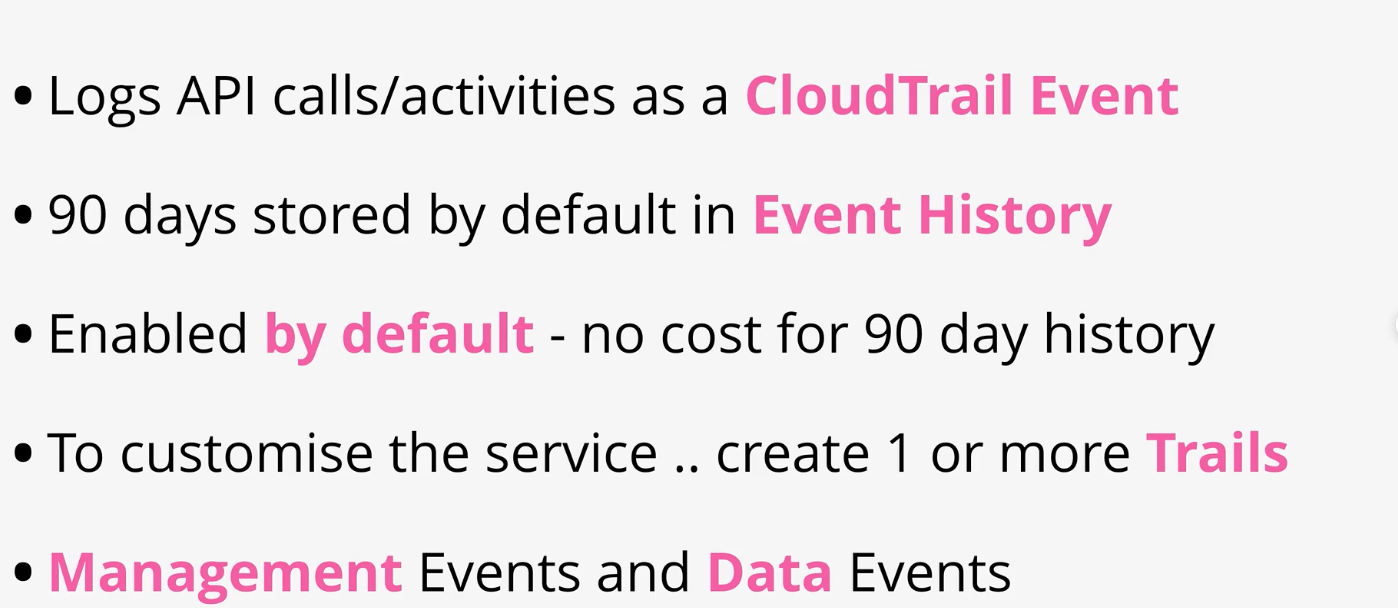 • Logs API calls/activities as a CloudTrail Event
• 90 days stored by default in Event History
• Enabled by default - no cost for 90 day history
• To customise the service .. create 1 or more Trails
• Management Events and Data Events